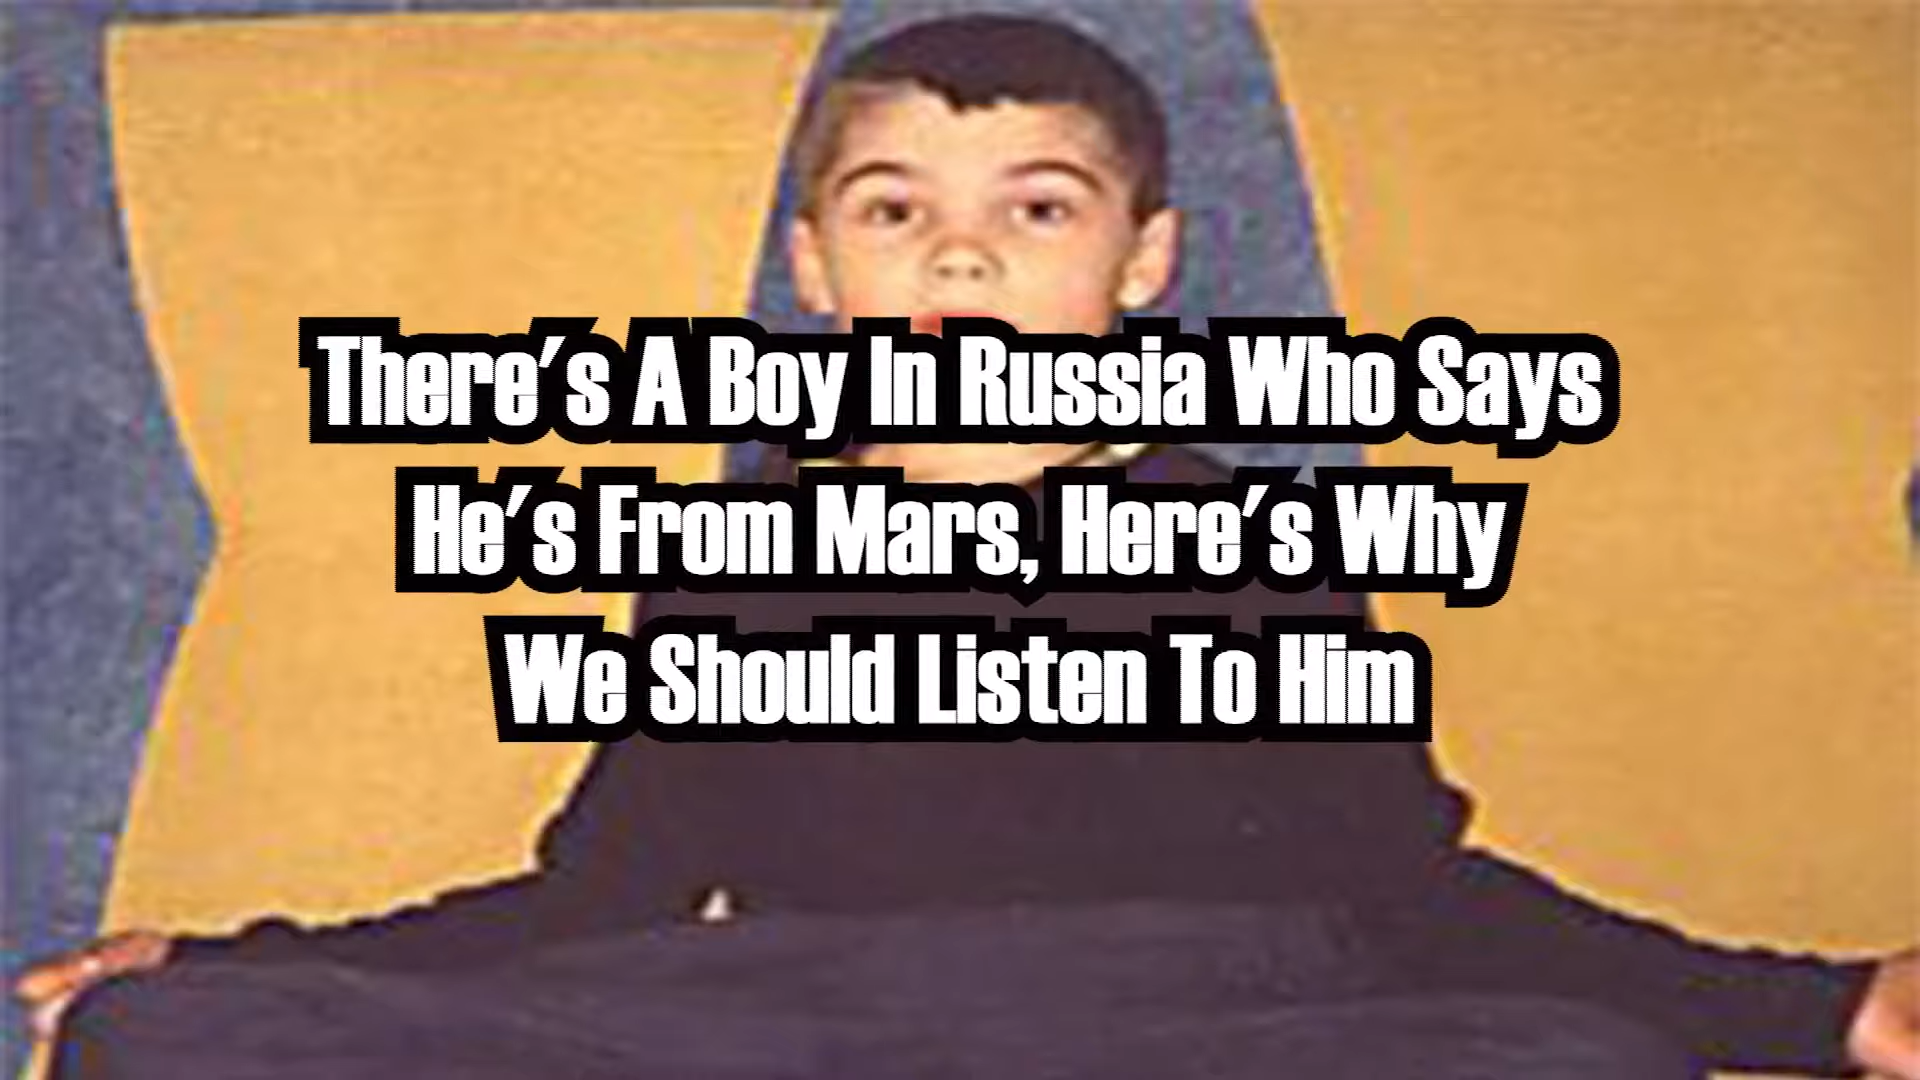 There's A Boy In Russia Who Says
He's From Mars, Here's Why
We Should Listen To Him